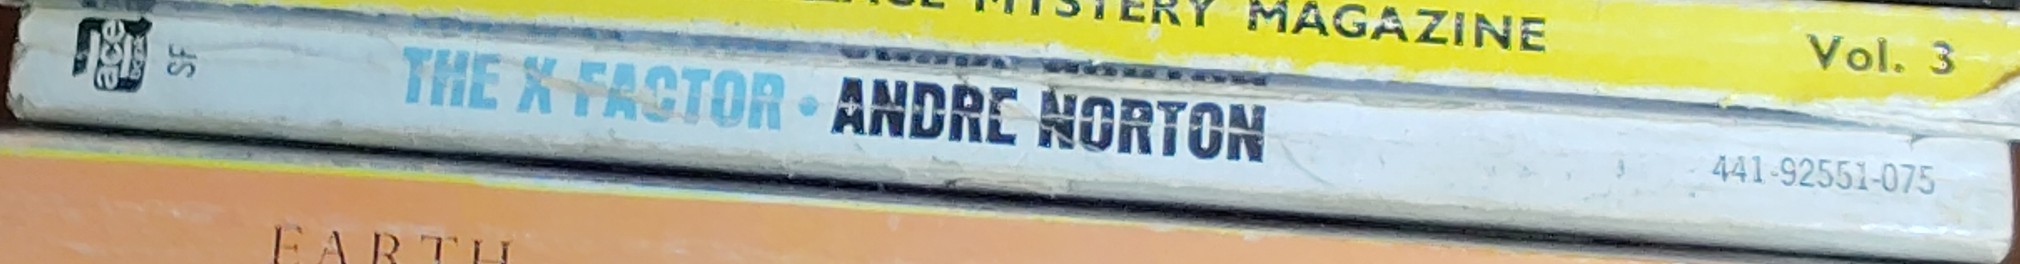 MYSTERY MAGAZINE Vol. 3
ace
SF
THE X FACTOR • ANDRE NORTON 441-92551-075
EARTH